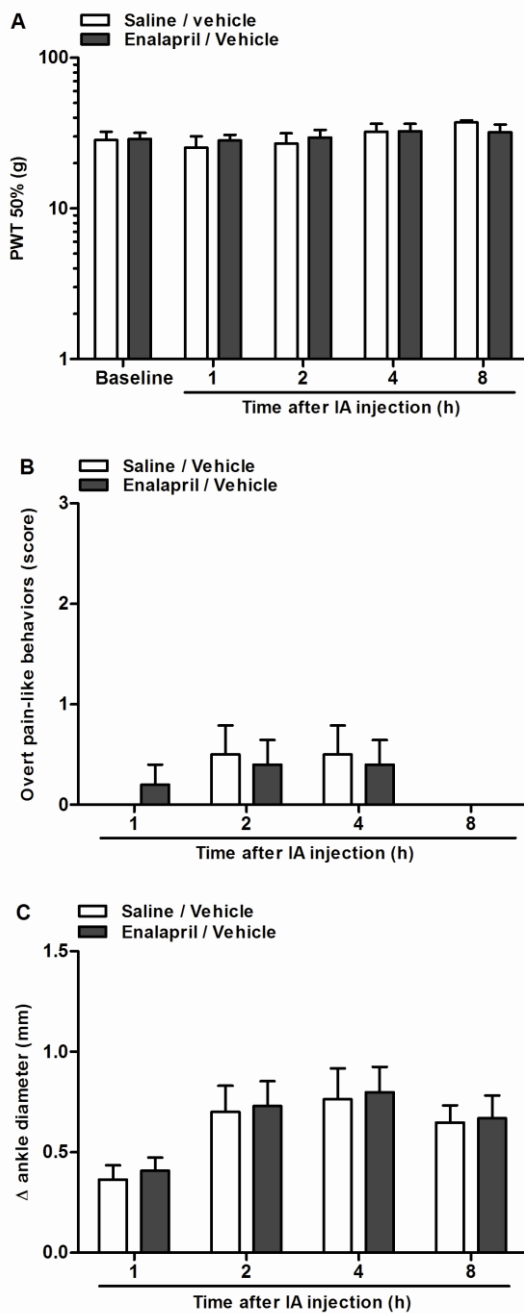 A
Saline / vehicle
Enalapril / Vehicle
100
10
1
PWT 50% (g)
Baseline 1 2 4 8
Time after IA injection (h)
B
Saline / Vehicle
Enalapril / Vehicle
3
2
1
0
Overt pain-like behaviors (score)
1 2 4 8
Time after IA injection (h)
C
Saline / Vehicle
Enalapril / Vehicle
1.5
1.0
0.5
0.0
Δ ankle diameter (mm)
1 2 4 8
Time after IA injection (h)